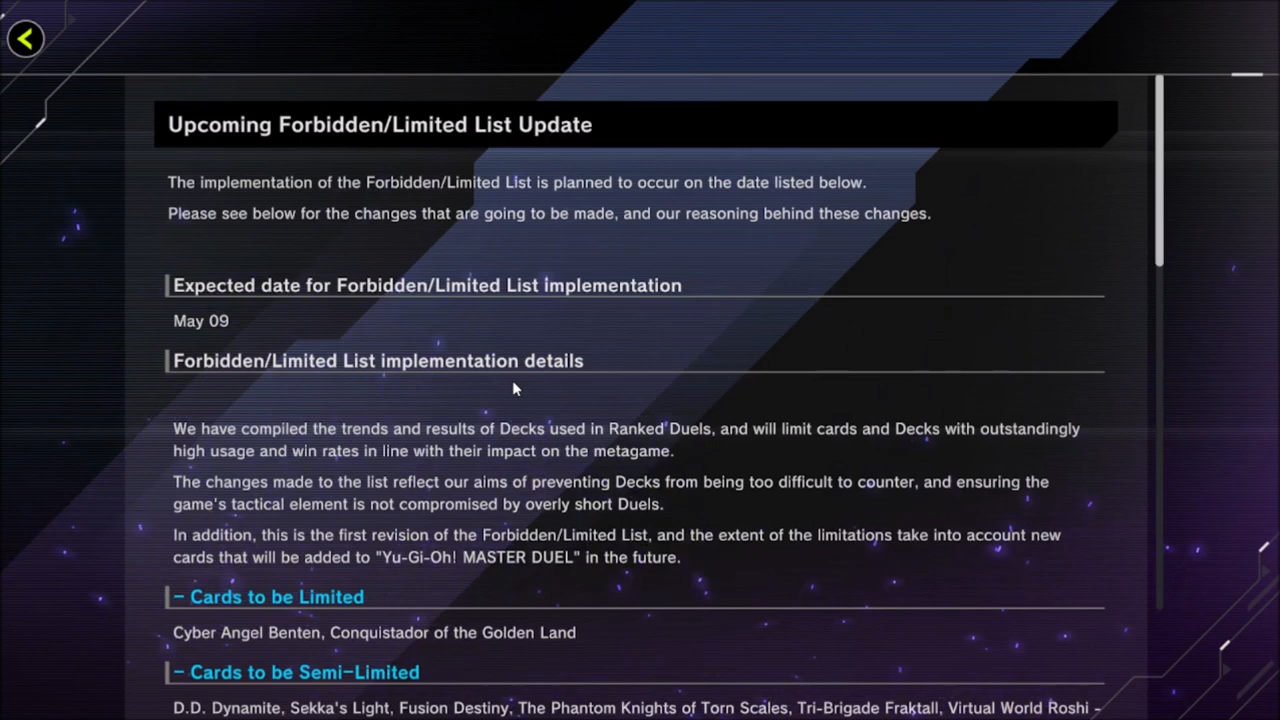 Upcoming Forbidden/Limited List Update
The implementation of the Forbidden/Limited List is planned to occur on the date listed below.
Please see below for the changes that are going to be made, and our reasoning behind these changes.
Expected date for Forbidden/Limited List implementation
May 09
Forbidden/Limited List implementation details
We have compiled the trends and results of Decks used in Ranked Duels, and will limit cards and Decks with outstandingly
high usage and win rates in line with their impact on the metagame.
The changes made to the list reflect our aims of preventing Decks from being too difficult to counter, and ensuring the
game's tactical element is not compromised by overly short Duels.
In addition, this is the first revision of the Forbidden/Limited List, and the extent of the limitations take into account new
cards that will be added to "Yu-Gi-Oh! MASTER DUEL" in the future.
- Cards to be Limited
Cyber Angel Benten, Conquistador of the Golden Land
- Cards to be Semi-Limited
D.D. Dynamite, Sekka's Light, Fusion Destiny, The Phantom Knights of Torn Scales, Tri-Brigade Fraktall, Virtual World Roshi -